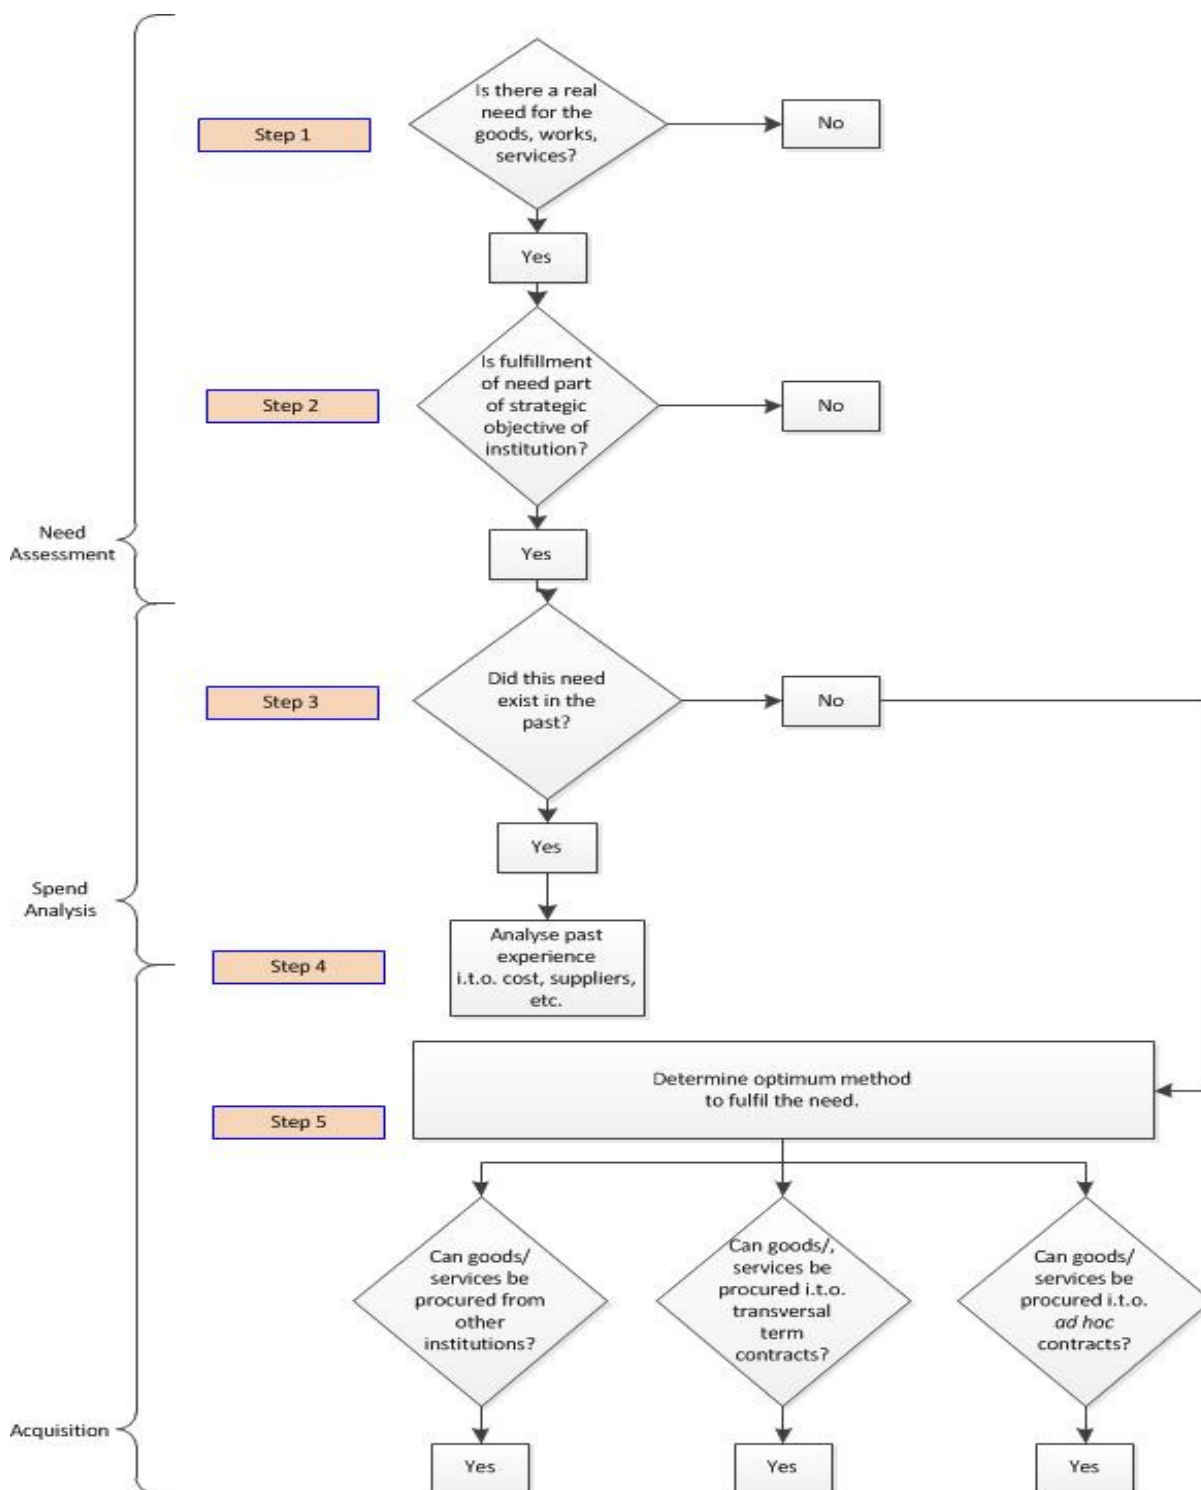 Is there a real
need for the
goods, works,
services?
No
Step 1
Yes
Is fulfillment
of need part
of strategic
objective of
institution?
No
Step 2
Need
Assessment
Yes
Did this need
exist in the
past?
No
Step 3
Yes
Spend
Analysis
Analyse past
experience
i.t.o. cost, suppliers,
etc.
Step 4
Determine optimum method
to fulfil the need.
Step 5
Can goods/
services be
procured from
other
institutions?
Can goods/,
services be
procured i.t.o.
transversal
term
contracts?
Can goods/
services be
procured i.t.o.
ad hoc
contracts?
Acquisition
Yes
Yes
Yes